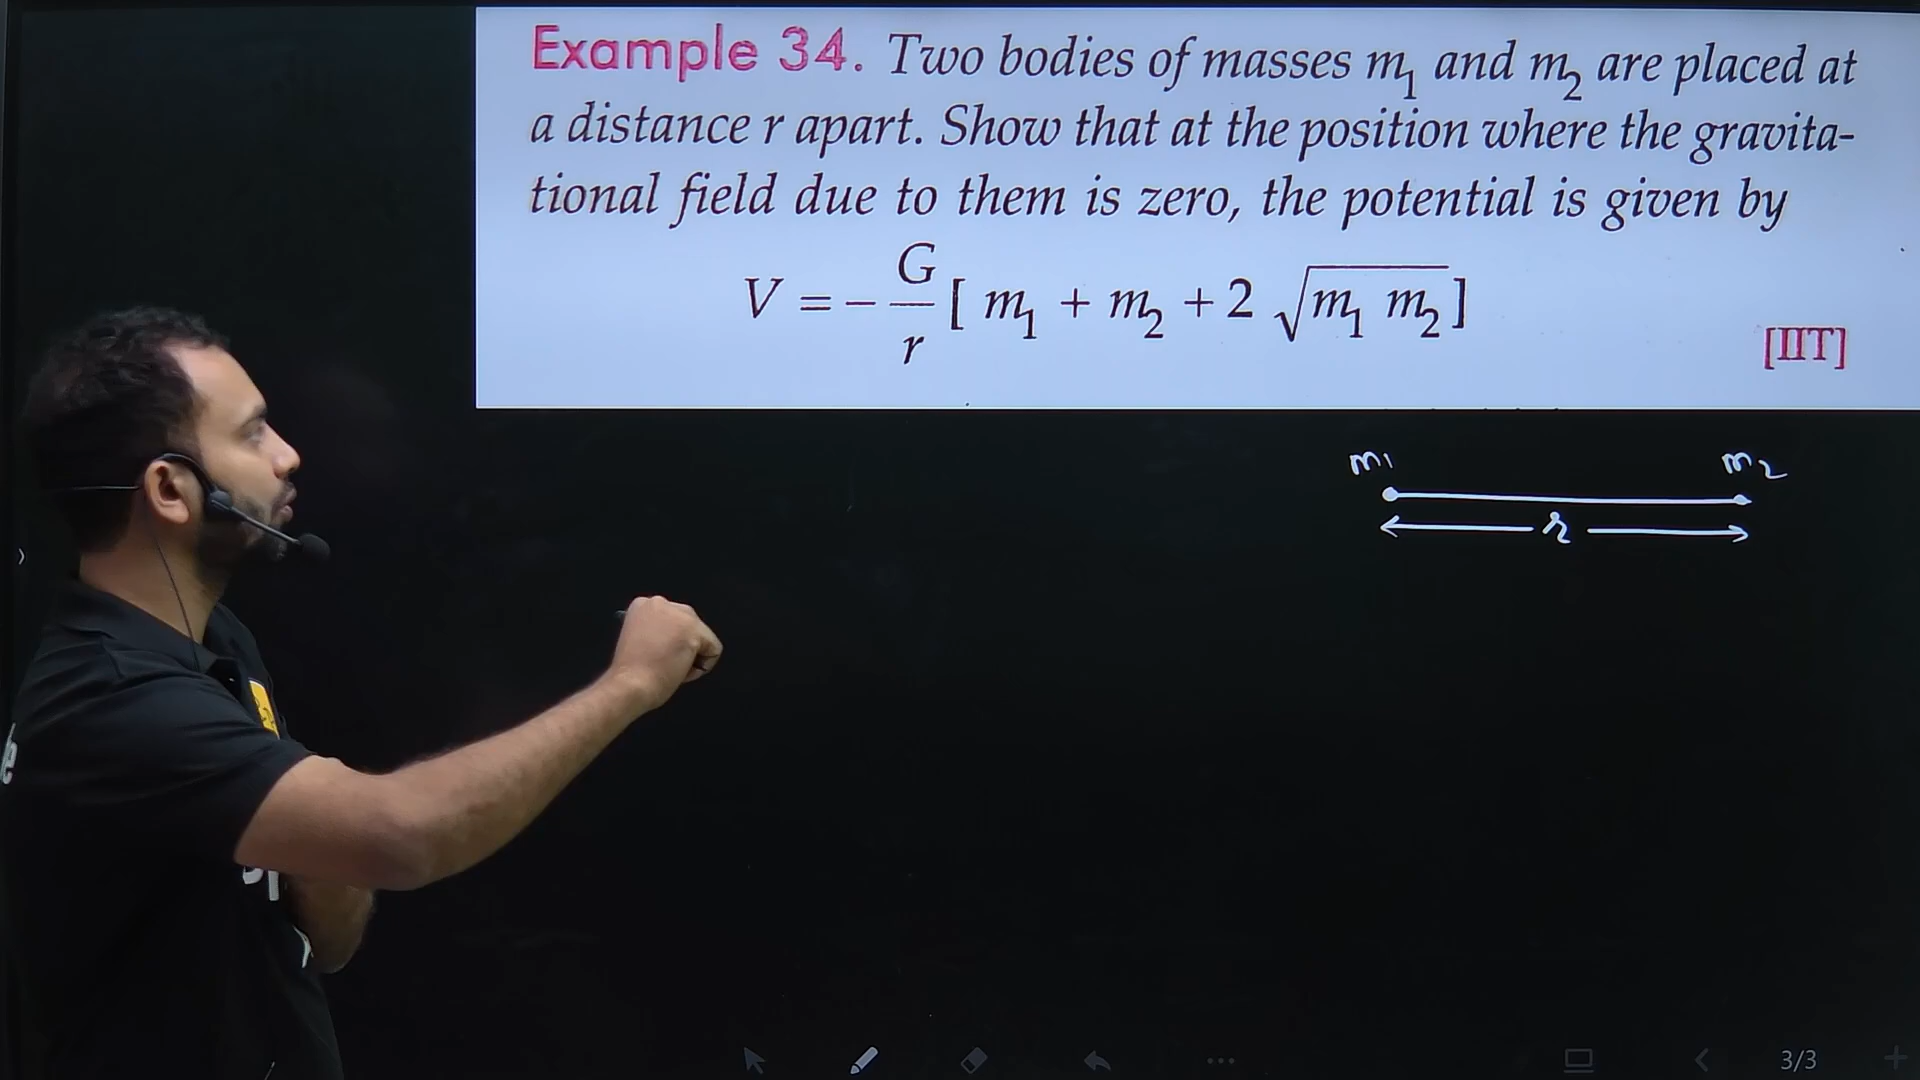 Example 34. Two bodies of masses m₁ and m₂ are placed at
a distance r apart. Show that at the position where the gravita-
tional field due to them is zero, the potential is given by
V = - G/r [ m₁ + m₂ + 2 √(m₁ m₂) ]
[IIT]
m₁ m₂
r
3/3